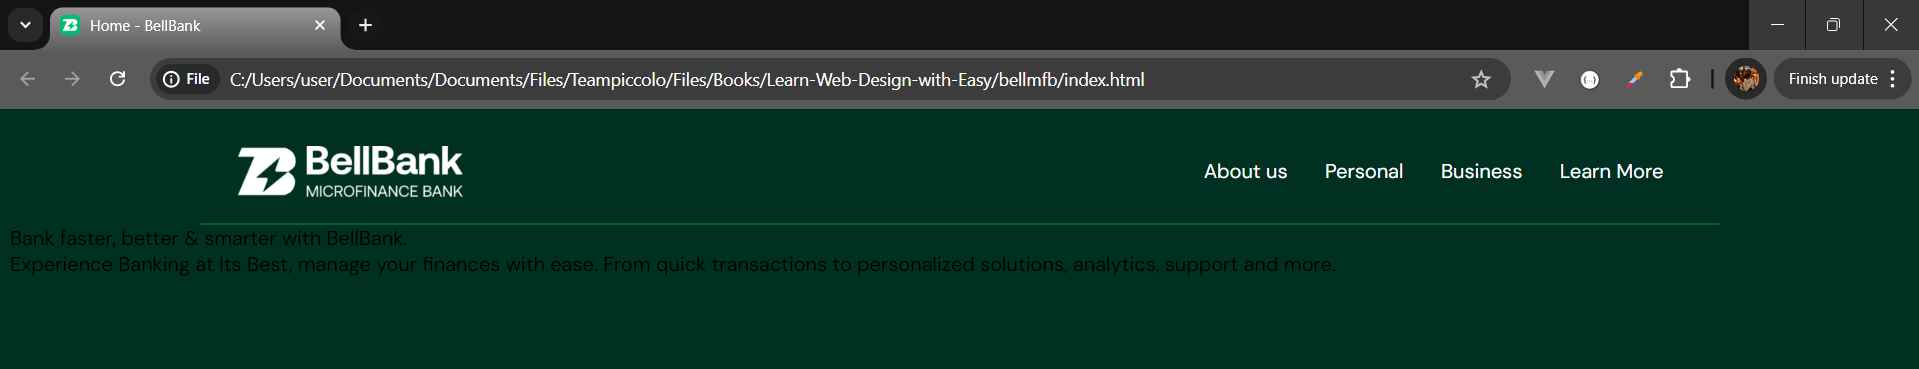 Home - BellBank
File C:/Users/user/Documents/Documents/Files/Teampiccolo/Files/Books/Learn-Web-Design-with-Easy/bellmfb/index.html Finish update
BellBank
MICROFINANCE BANK
About us Personal Business Learn More
Bank faster, better & smarter with BellBank.
Experience Banking at Its Best, manage your finances with ease. From quick transactions to personalized solutions, analytics, support and more.